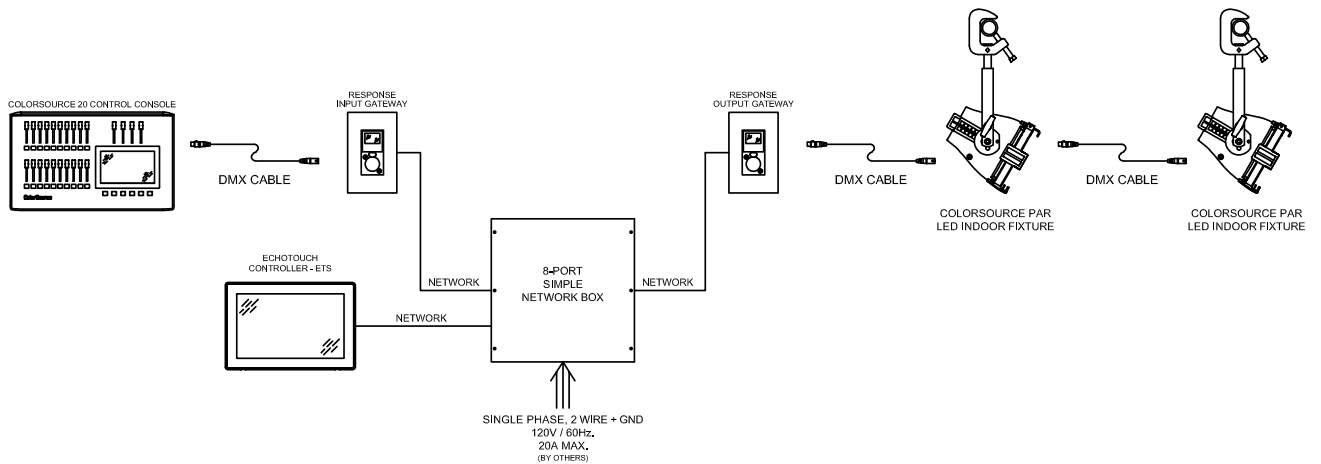 COLORSOURCE 20 CONTROL CONSOLE
ColorSource
DMX CABLE
RESPONSE
INPUT GATEWAY
ECHOTOUCH
CONTROLLER - ETS
NETWORK
NETWORK
8-PORT
SIMPLE
NETWORK BOX
SINGLE PHASE, 2 WIRE + GND
120V / 60Hz.
20A MAX.
(BY OTHERS)
NETWORK
RESPONSE
OUTPUT GATEWAY
DMX CABLE
COLORSOURCE PAR
LED INDOOR FIXTURE
DMX CABLE
COLORSOURCE PAR
LED INDOOR FIXTURE